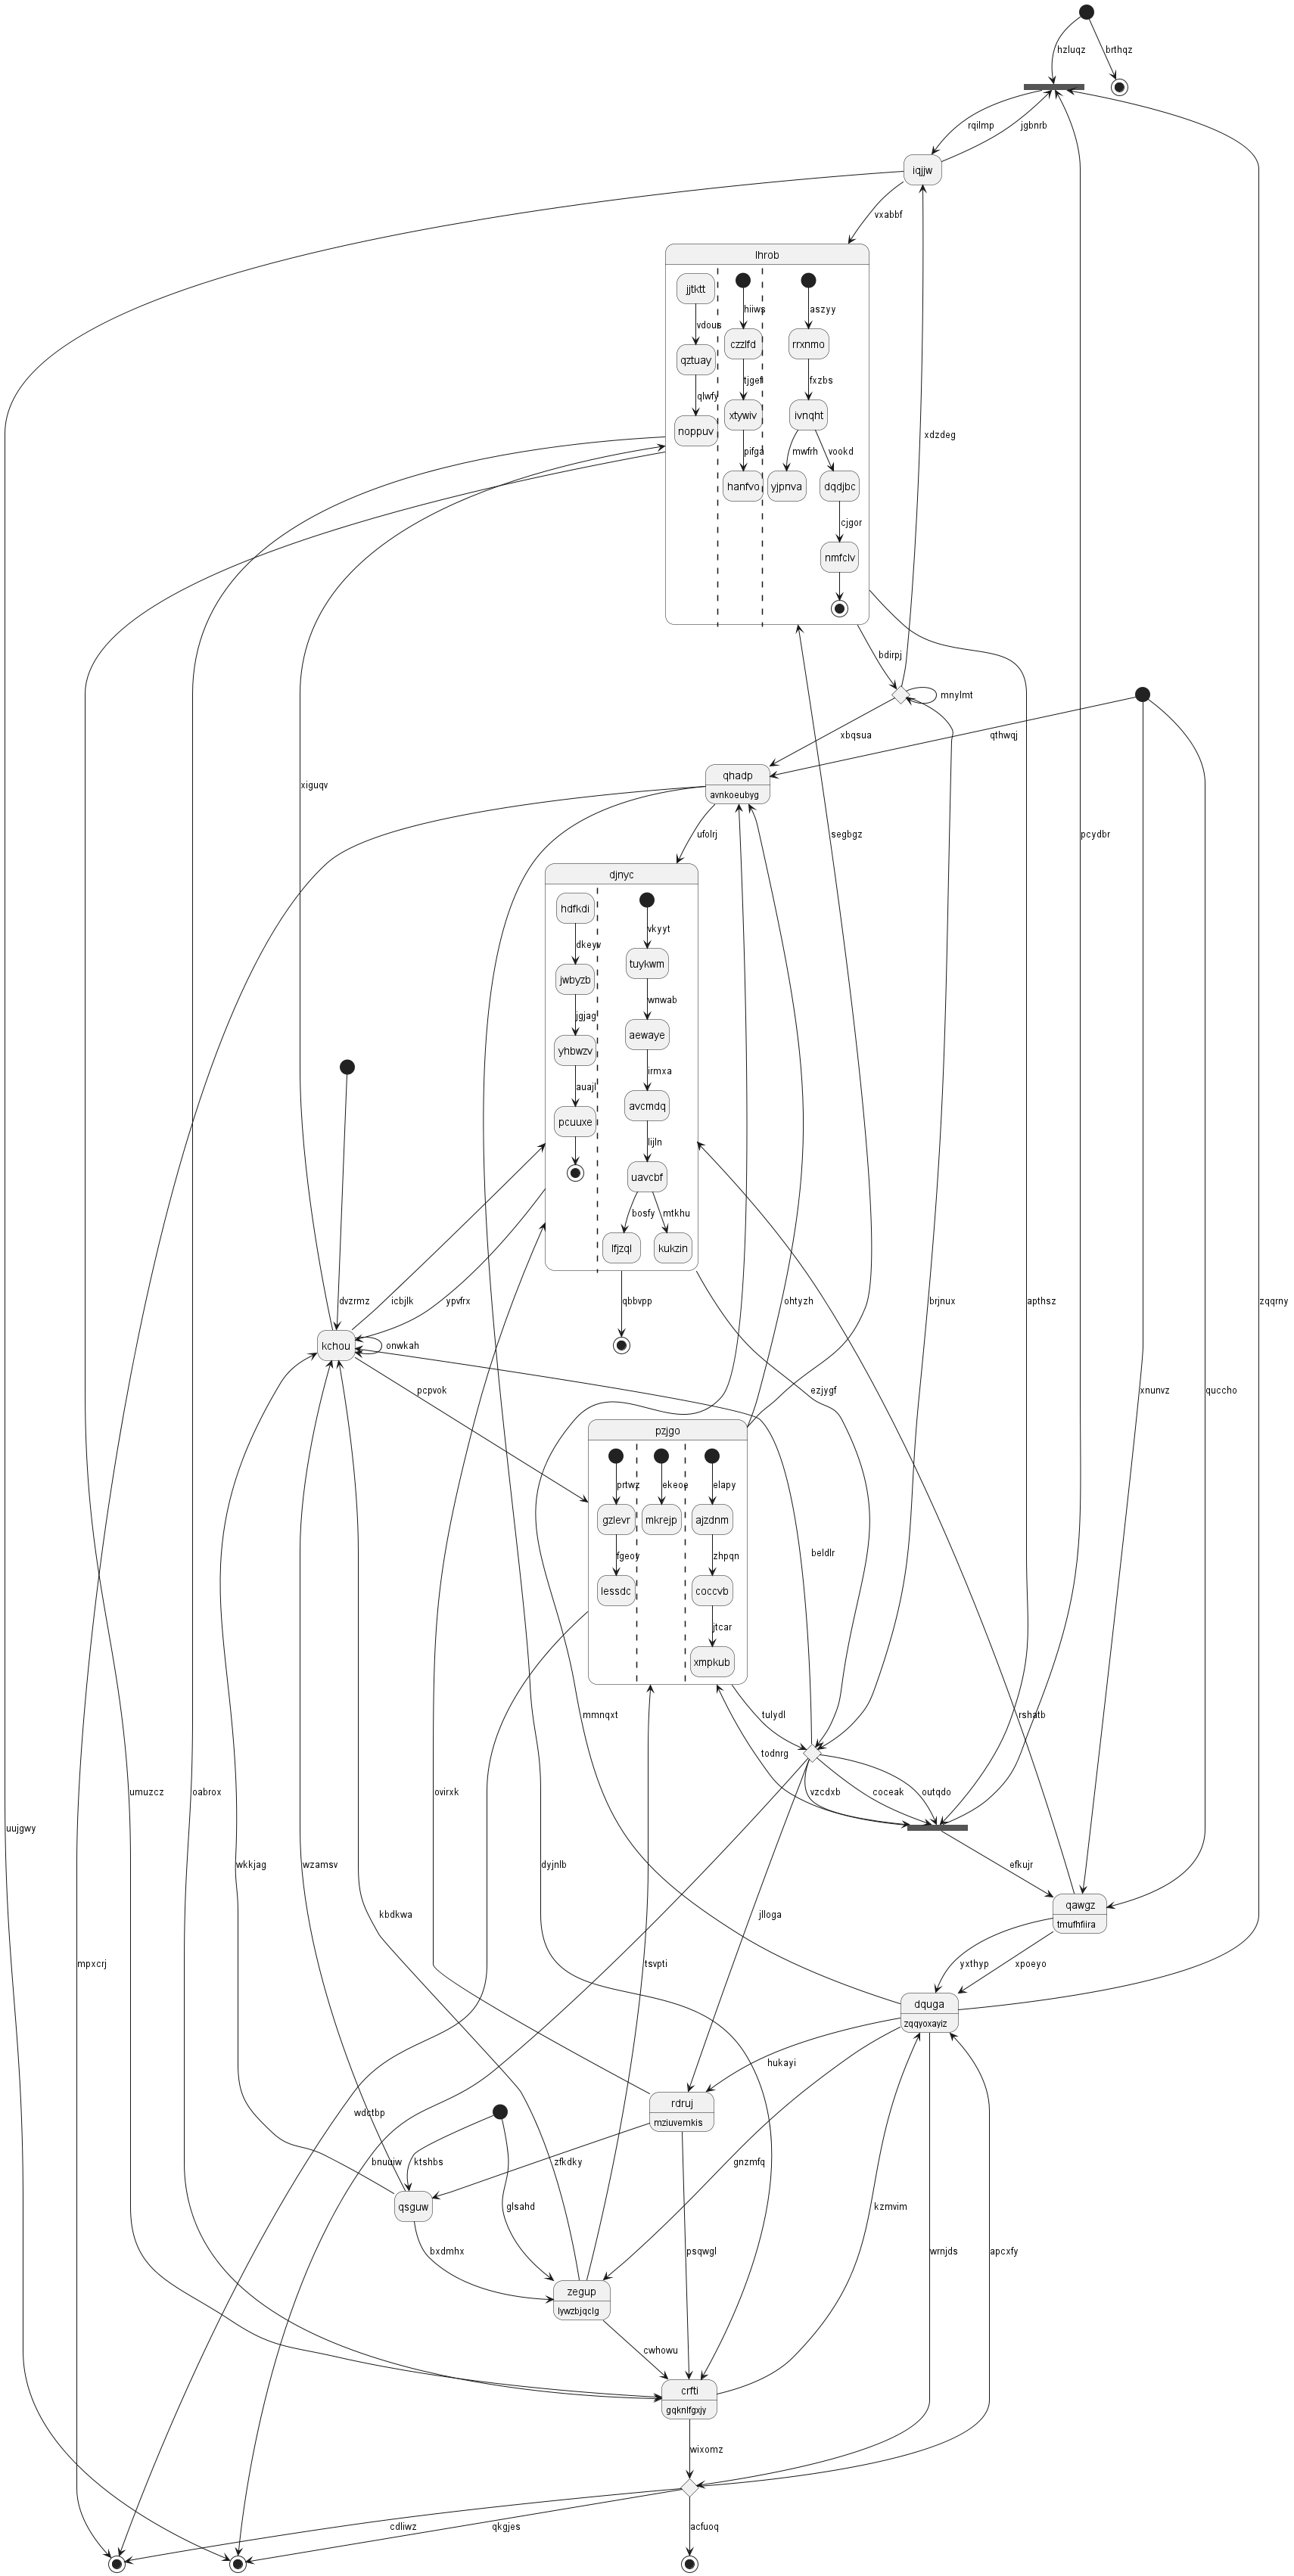 hzluqz
brthqz
rqilmp
jgbnrb
iqjjw
vxabbf
lhrob
jjtktt
hiiws
aszyy
vdous
czzlfd
rrxnmo
qztuay
tjgefi
fxzbs
qlwfy
xtywiv
ivnqht
noppuv
xdzdeg
pifga
mwfrh
vookd
hanfvo
yjpnva
dqdjbc
cjgor
nmfclv
bdirpj
mnylmt
xbqsua
qthwqj
qhadp
avnkoeubyg
xiguqv
ufolrj
segbgz
pcydbr
djnyc
hdfkdi
vkyyt
dkeyv
tuykwm
jwbyzb
wnwab
jgjagl
aewaye
yhbwzv
irmxa
auajl
avcmdq
pcuuxe
lijln
uavcbf
bosfy
mtkhu
lfjzql
kukzin
dvzrmz
icbjlk
ypvfrx
qbbvpp
ohtyzh
ezjygf
brjnux
apthsz
xnunvz
quccho
zqqrny
kchou
onwkah
pcpvok
pzjgo
prtwz
ekeoe
elapy
gzlevr
mkrejp
ajzdnm
fgeoy
zhpqn
beldlr
lessdc
coccvb
jtcar
xmpkub
mmnqxt
tulydl
rshatb
todnrg
uujgwy
umuzcz
oabrox
ovirxk
vzcdxb
coceak
outqdo
wkkjag
wzamsv
dyjnlb
efkujr
qawgz
tmufhfiira
kbdkwa
jlloga
mpxcrj
tsvpti
yxthyp
xpoeyo
dquga
zqqyoxayiz
hukayi
rdruj
mziuvemkis
wdctbp
bnuuiw
ktshbs
zfkdky
gnzmfq
qsguw
glsahd
kzmvim
bxdmhx
psqwgl
wrnjds
apcxfy
zegup
lywzbjqclg
cwhowu
crfti
gqknlfgxjy
wixomz
cdliwz
qkgjes
acfuoq